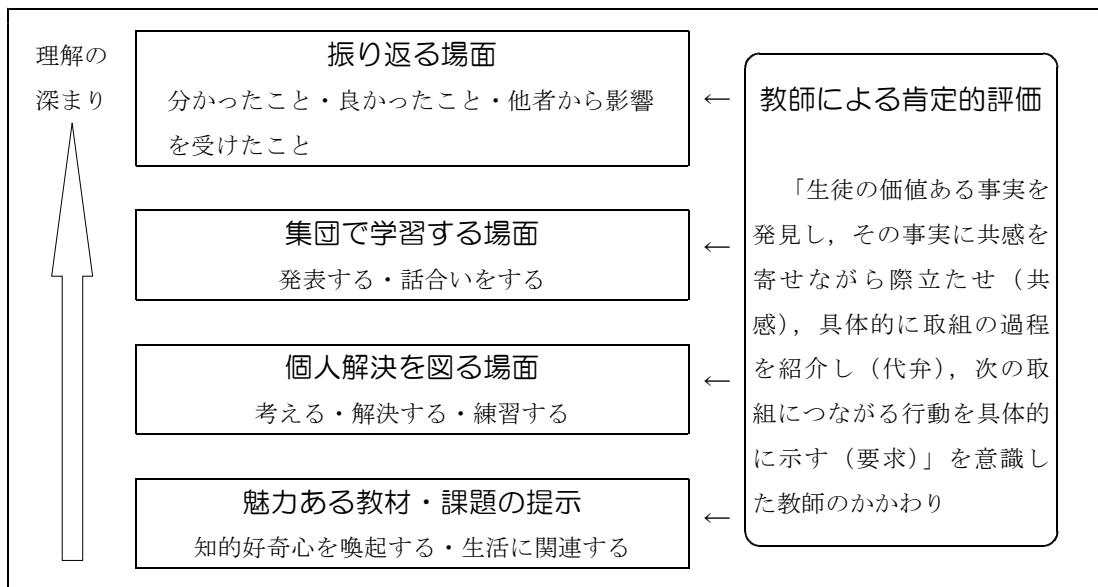 理解の
深まり
振り返る場面
分かったこと・良かったこと・他者から影響
を受けたこと
集団で学習する場面
発表する・話合いをする
個人解決を図る場面
考える・解決する・練習する
魅力ある教材・課題の提示
知的好奇心を喚起する・生活に関連する
←
←
←
←
教師による肯定的評価
「生徒の価値ある事実を
発見し，その事実に共感を
寄せながら際立たせ（共
感），具体的に取組の過程
を紹介し（代弁），次の取
組につながる行動を具体的
に示す（要求）」を意識し
た教師のかかわり